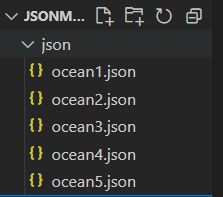 JSONM...
json
{} ocean1.json
{} ocean2.json
{} ocean3.json
{} ocean4.json
{} ocean5.json